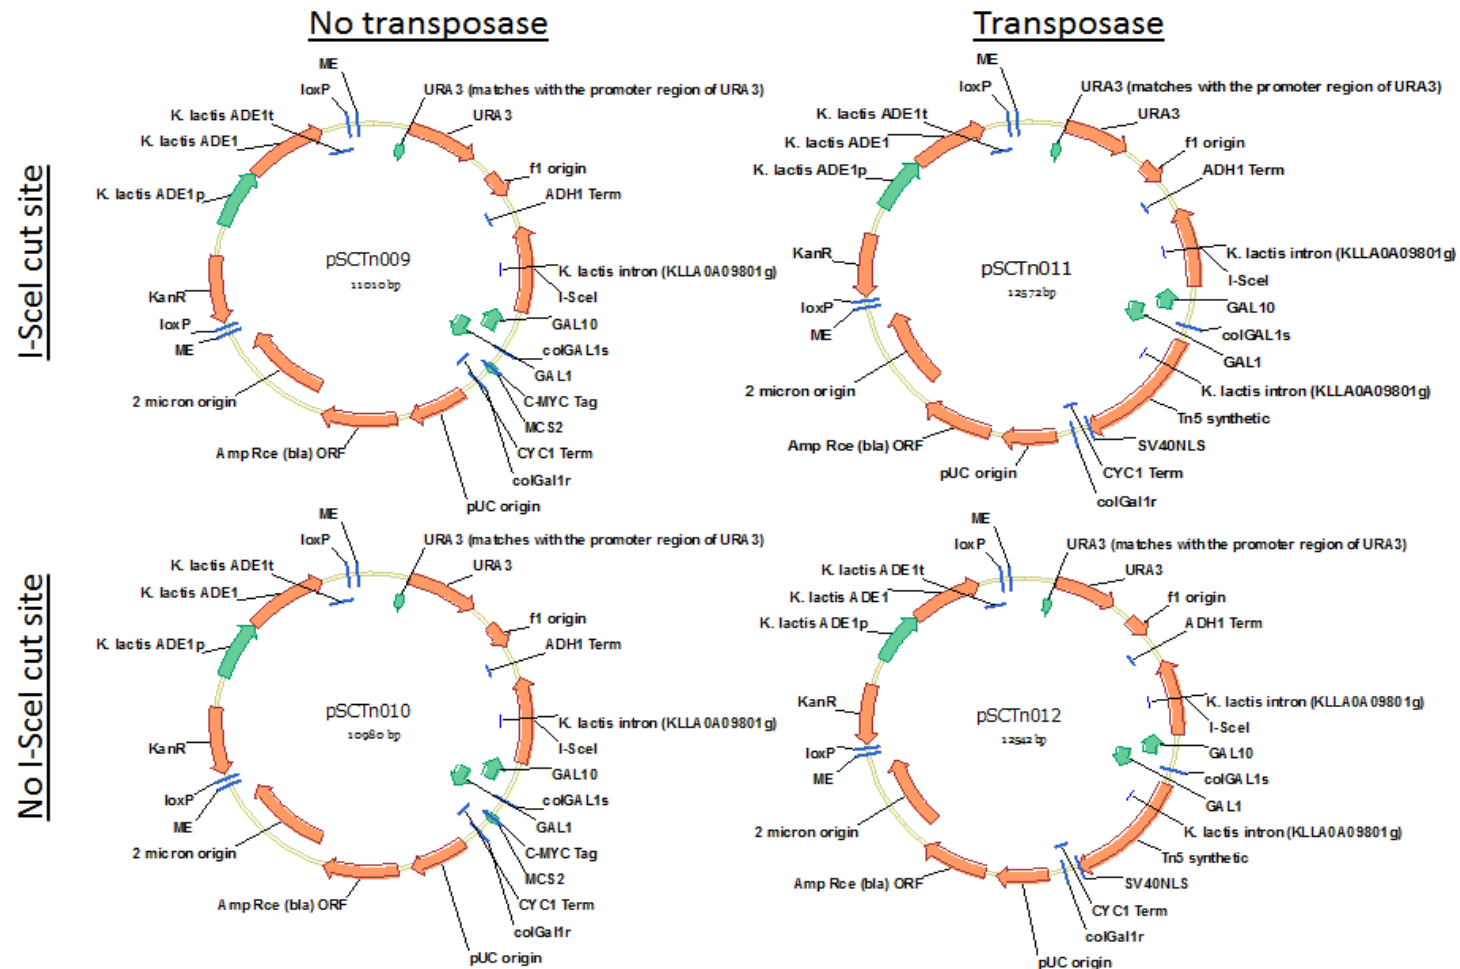 No transposase
Transposase
I-SceI cut site
No I-SceI cut site
ME
loxP
URA3 (matches with the promoter region of URA3)
K. lactis ADE1t
URA3
K. lactis ADE1
f1 origin
K. lactis ADE1p
ADH1 Term
pSCTn009
11010 bp
K. lactis intron (KLLA0A09801g)
I-SceI
KanR
GAL10
loxP
colGAL1s
ME
GAL1
2 micron origin
C-MYC Tag
MCS2
Amp Rce (bla) ORF
CYC1 Term
colGal1r
pUC origin
ME
loxP
URA3 (matches with the promoter region of URA3)
K. lactis ADE1t
URA3
K. lactis ADE1
f1 origin
K. lactis ADE1p
ADH1 Term
KanR
K. lactis intron (KLLA0A09801g)
pSCTn011
12572 bp
I-SceI
loxP
GAL10
ME
colGAL1s
GAL1
2 micron origin
K. lactis intron (KLLA0A09801g)
Tn5 synthetic
Amp Rce (bla) ORF
SV40NLS
pUC origin
CYC1 Term
colGal1r
ME
loxP
URA3 (matches with the promoter region of URA3)
K. lactis ADE1t
URA3
K. lactis ADE1
f1 origin
K. lactis ADE1p
ADH1 Term
pSCTn010
10980 bp
K. lactis intron (KLLA0A09801g)
KanR
I-SceI
GAL10
loxP
colGAL1s
ME
GAL1
2 micron origin
C-MYC Tag
MCS2
Amp Rce (bla) ORF
CYC1 Term
colGal1r
pUC origin
ME
loxP
URA3 (matches with the promoter region of URA3)
K. lactis ADE1t
URA3
K. lactis ADE1
f1 origin
K. lactis ADE1p
ADH1 Term
KanR
K. lactis intron (KLLA0A09801g)
pSCTn012
12542 bp
I-SceI
loxP
GAL10
ME
colGAL1s
GAL1
2 micron origin
K. lactis intron (KLLA0A09801g)
Tn5 synthetic
Amp Rce (bla) ORF
SV40NLS
CYC1 Term
colGal1r
pUC origin